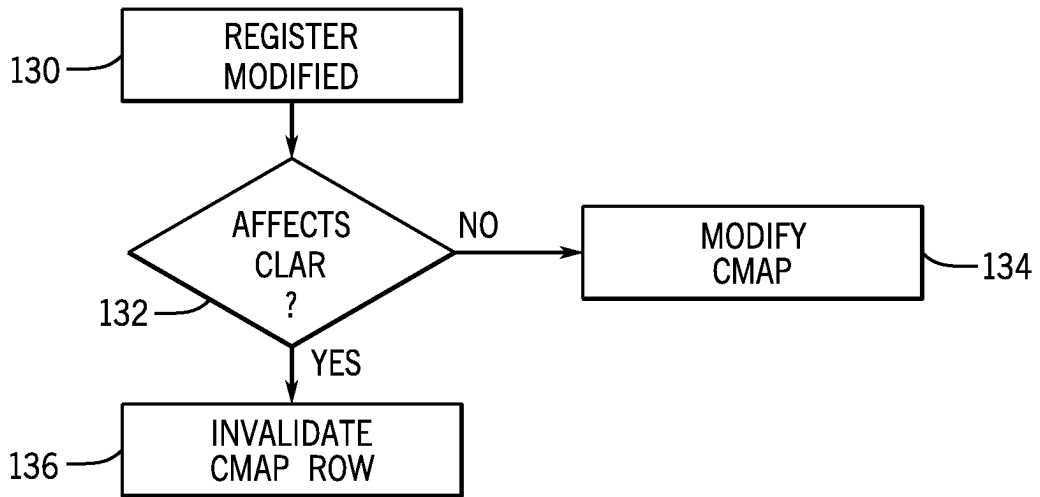 REGISTER
MODIFIED
130
AFFECTS
CLAR
?
NO
132
MODIFY
CMAP
134
YES
INVALIDATE
CMAP ROW
136